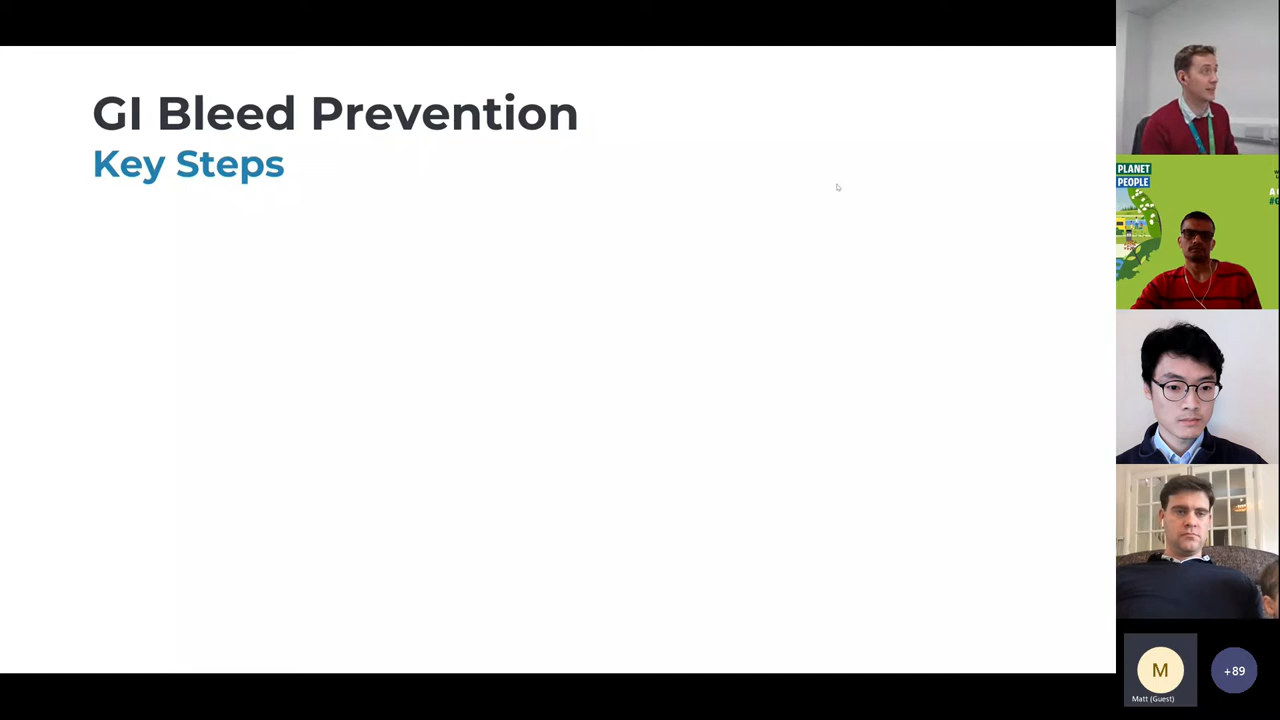 GI Bleed Prevention
Key Steps
PLANET
PEOPLE
M
Matt (Guest)
+89